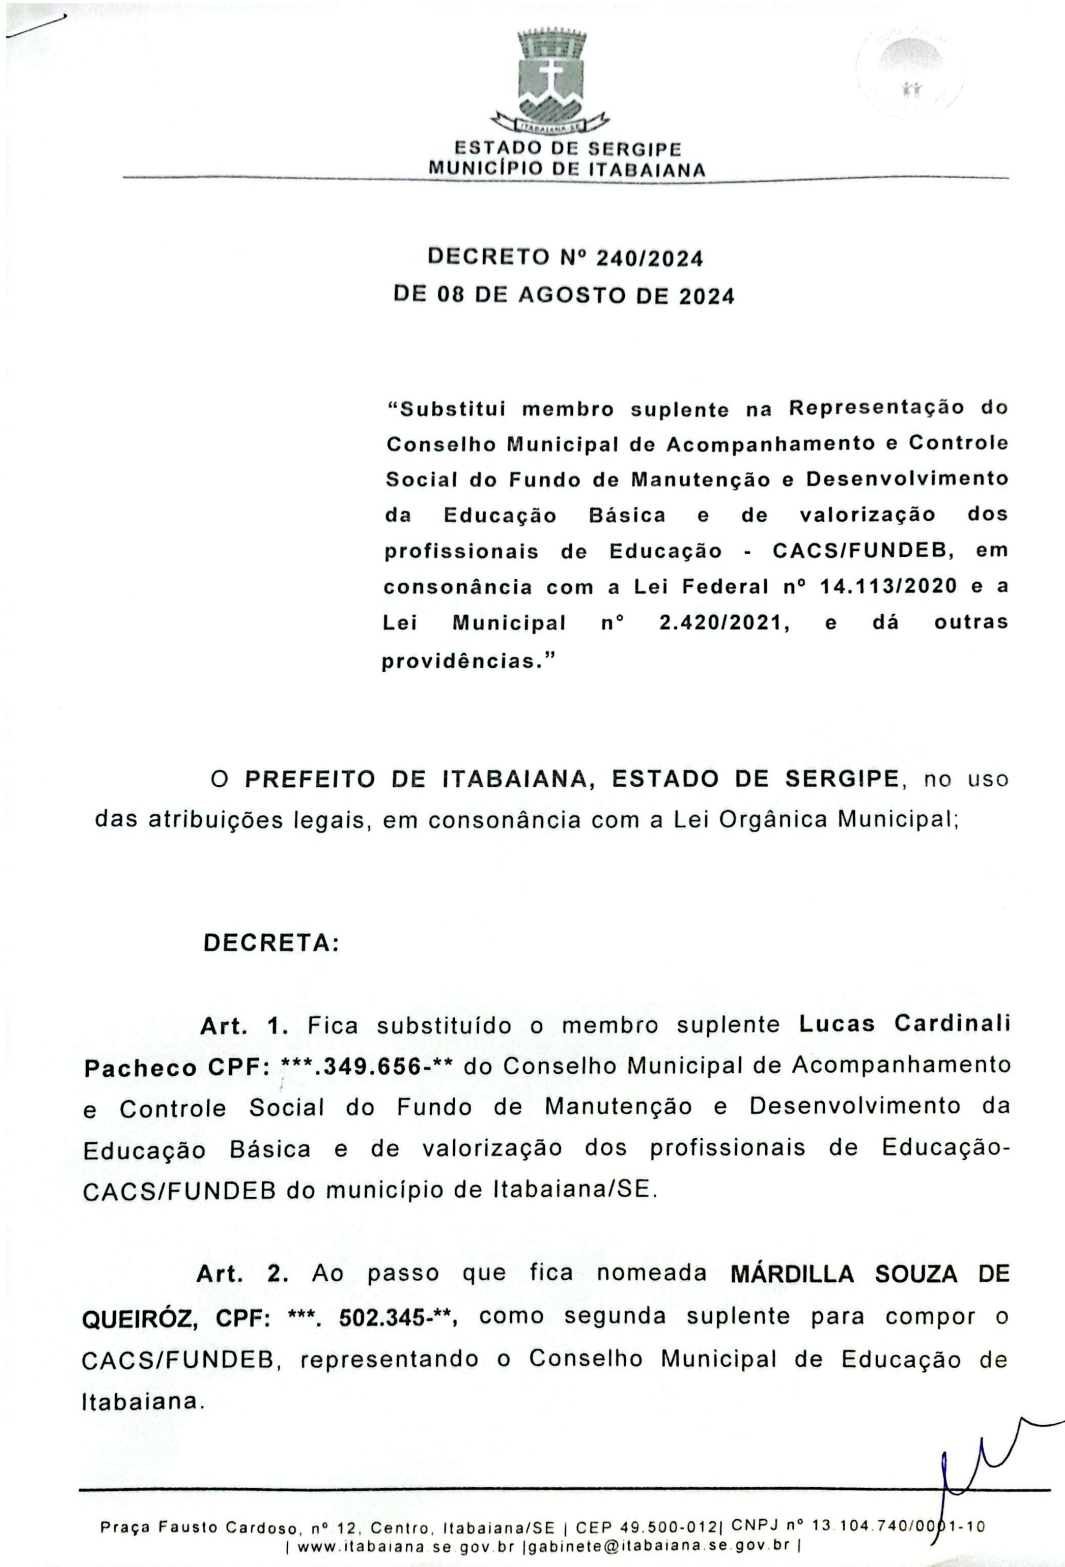 ITABAIANA-SE
ESTADO DE SERGIPE
MUNICÍPIO DE ITABAIANA
DECRETO Nº 240/2024
DE 08 DE AGOSTO DE 2024
“Substitui membro suplente na Representação do
Conselho Municipal de Acompanhamento e Controle
Social do Fundo de Manutenção e Desenvolvimento
da Educação Básica e de valorização dos
profissionais de Educação - CACS/FUNDEB, em
consonância com a Lei Federal nº 14.113/2020 e a
Lei Municipal n° 2.420/2021, e dá outras
providências.”
O PREFEITO DE ITABAIANA, ESTADO DE SERGIPE, no uso
das atribuições legais, em consonância com a Lei Orgânica Municipal;
DECRETA:
Art. 1. Fica substituído o membro suplente Lucas Cardinali
Pacheco CPF: ***.349.656-** do Conselho Municipal de Acompanhamento
e Controle Social do Fundo de Manutenção e Desenvolvimento da
Educação Básica e de valorização dos profissionais de Educação-
CACS/FUNDEB do município de Itabaiana/SE.
Art. 2. Ao passo que fica nomeada MÁRDILLA SOUZA DE
QUEIRÓZ, CPF: ***. 502.345-**, como segunda suplente para compor o
CACS/FUNDEB, representando o Conselho Municipal de Educação de
Itabaiana.
Praça Fausto Cardoso, nº 12, Centro, Itabaiana/SE | CEP 49.500-012| CNPJ nº 13.104.740/0001-10
| www.itabaiana.se.gov.br |gabinete@itabaiana.se.gov.br |